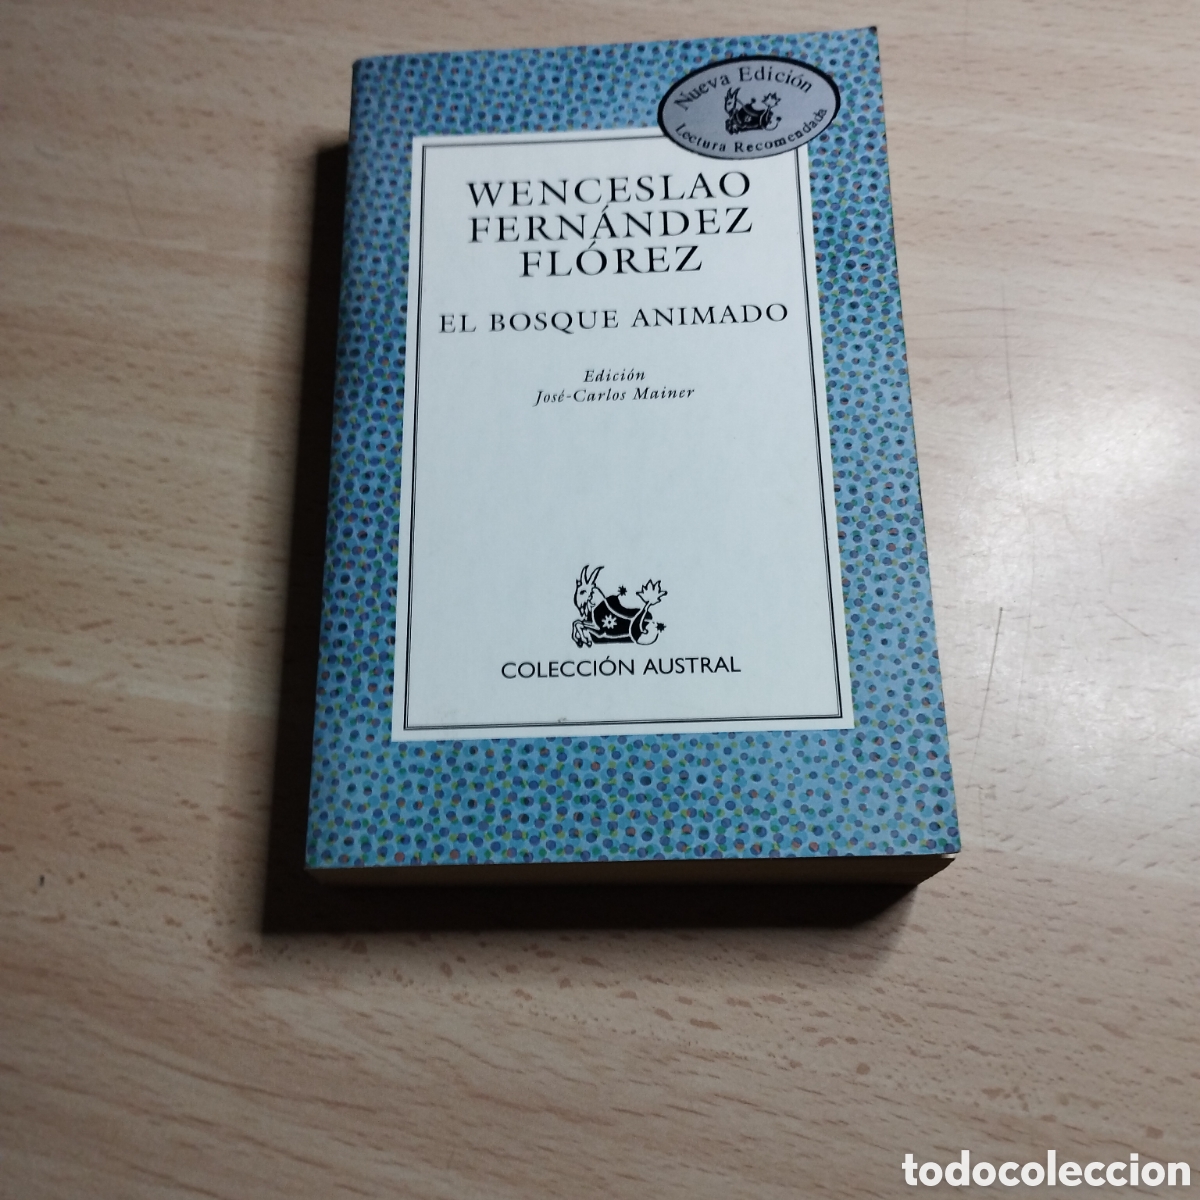 Nueva Edición
Lectura Recomendada
WENCESLAO
FERNÁNDEZ
FLÓREZ
EL BOSQUE ANIMADO
Edición
José-Carlos Mainer
COLECCIÓN AUSTRAL
todocoleccion